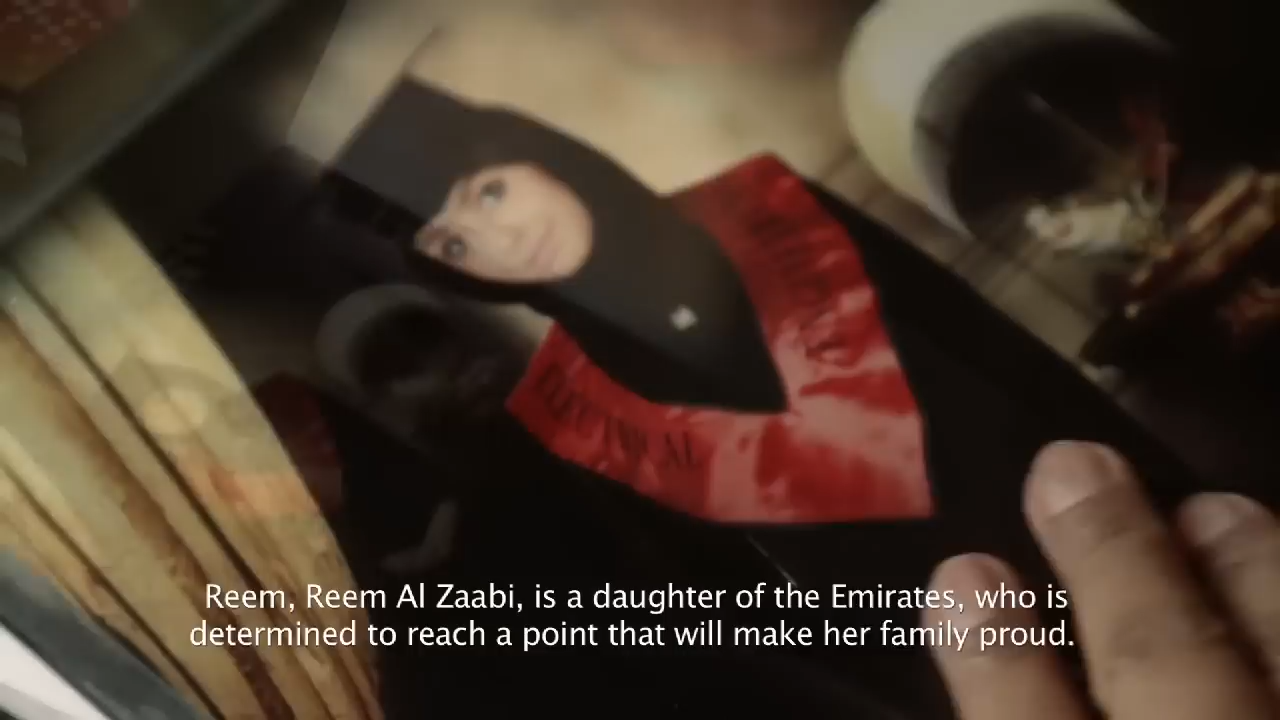 ELECTRICAL
Reem, Reem Al Zaabi, is a daughter of the Emirates, who is
determined to reach a point that will make her family proud.